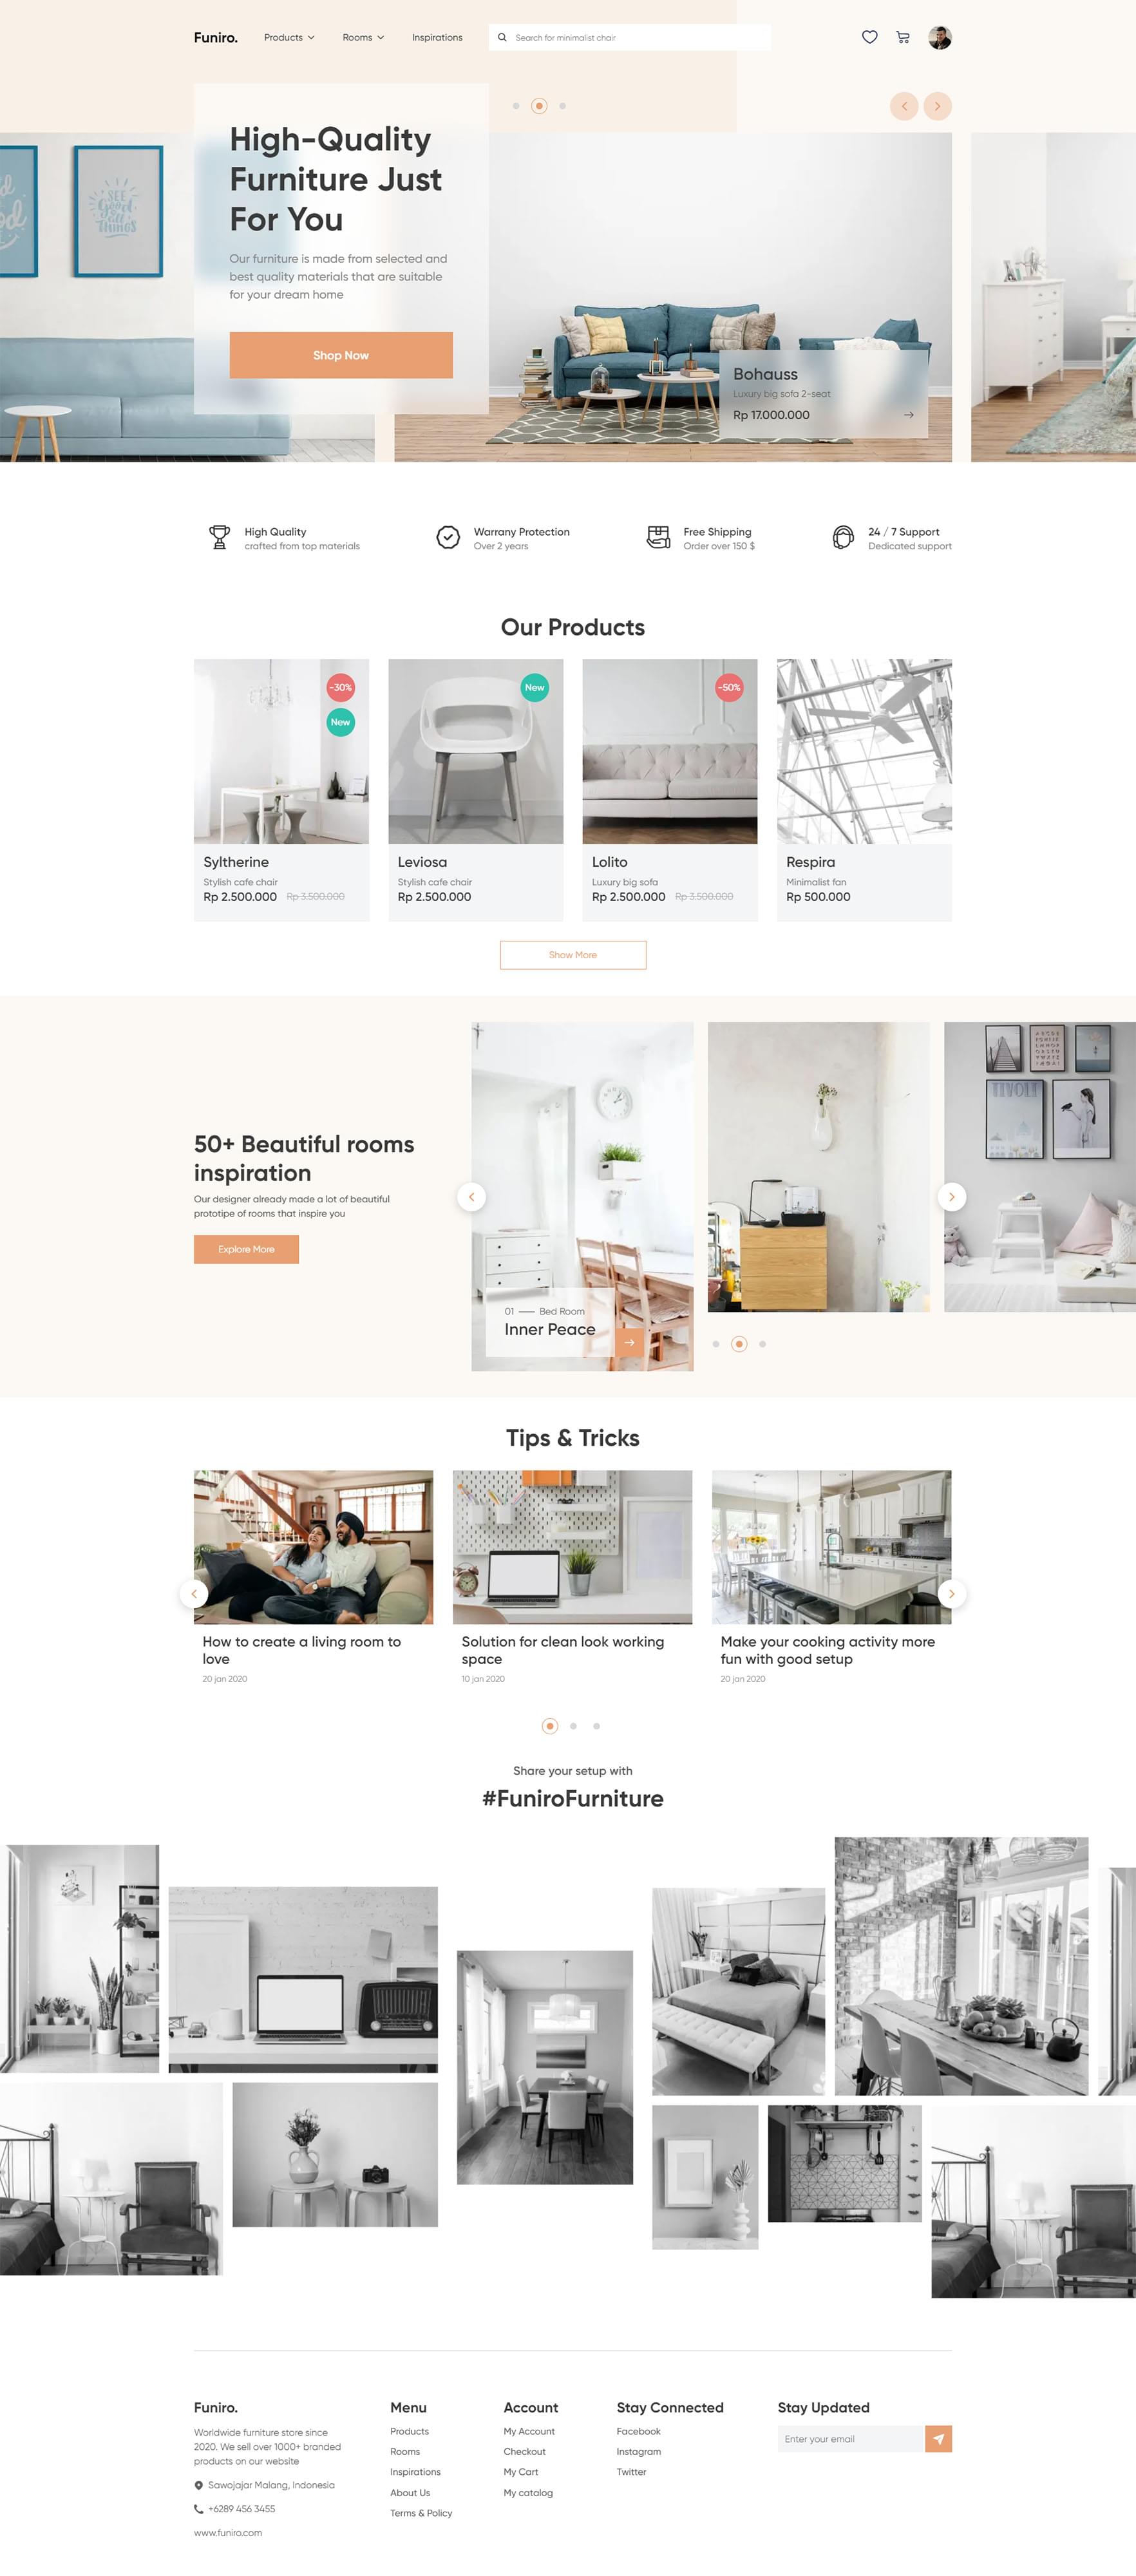 Funiro.
Products
Rooms
Inspirations
Search for minimalist chair
High-Quality
Furniture Just
For You
Our furniture is made from selected and
best quality materials that are suitable
for your dream home
Shop Now
SEE
Good
in all
THINGS
Bohauss
Luxury big sofa 2-seat
Rp 17.000.000
High Quality
crafted from top materials
Warrany Protection
Over 2 years
Free Shipping
Order over 150 $
24 / 7 Support
Dedicated support
Our Products
-30%
New
New
-50%
Syltherine
Stylish cafe chair
Rp 2.500.000 Rp 3.500.000
Leviosa
Stylish cafe chair
Rp 2.500.000
Lolito
Luxury big sofa
Rp 2.500.000 Rp 3.500.000
Respira
Minimalist fan
Rp 500.000
Show More
50+ Beautiful rooms
inspiration
Our designer already made a lot of beautiful
prototipe of rooms that inspire you
Explore More
01 Bed Room
Inner Peace
TIVOLI
Tips & Tricks
How to create a living room to
love
20 jan 2020
Solution for clean look working
space
10 jan 2020
Make your cooking activity more
fun with good setup
20 jan 2020
Share your setup with
#FuniroFurniture
Funiro.
Worldwide furniture store since
2020. We sell over 1000+ branded
products on our website
Sawojajar Malang, Indonesia
+6289 456 3455
www.funiro.com
Menu
Products
Rooms
Inspirations
About Us
Terms & Policy
Account
My Account
Checkout
My Cart
My catalog
Stay Connected
Facebook
Instagram
Twitter
Stay Updated
Enter your email